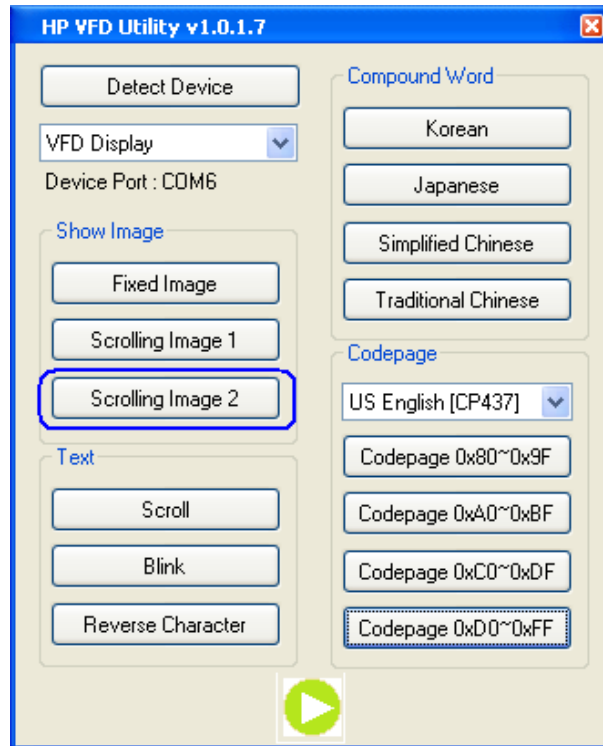 HP VFD Utility v1.0.1.7
Detect Device
VFD Display
Device Port : COM6
Show Image
Fixed Image
Scrolling Image 1
Scrolling Image 2
Text
Scroll
Blink
Reverse Character
Compound Word
Korean
Japanese
Simplified Chinese
Traditional Chinese
Codepage
US English [CP437]
Codepage 0x80~0x9F
Codepage 0xA0~0xBF
Codepage 0xC0~0xDF
Codepage 0xD0~0xFF